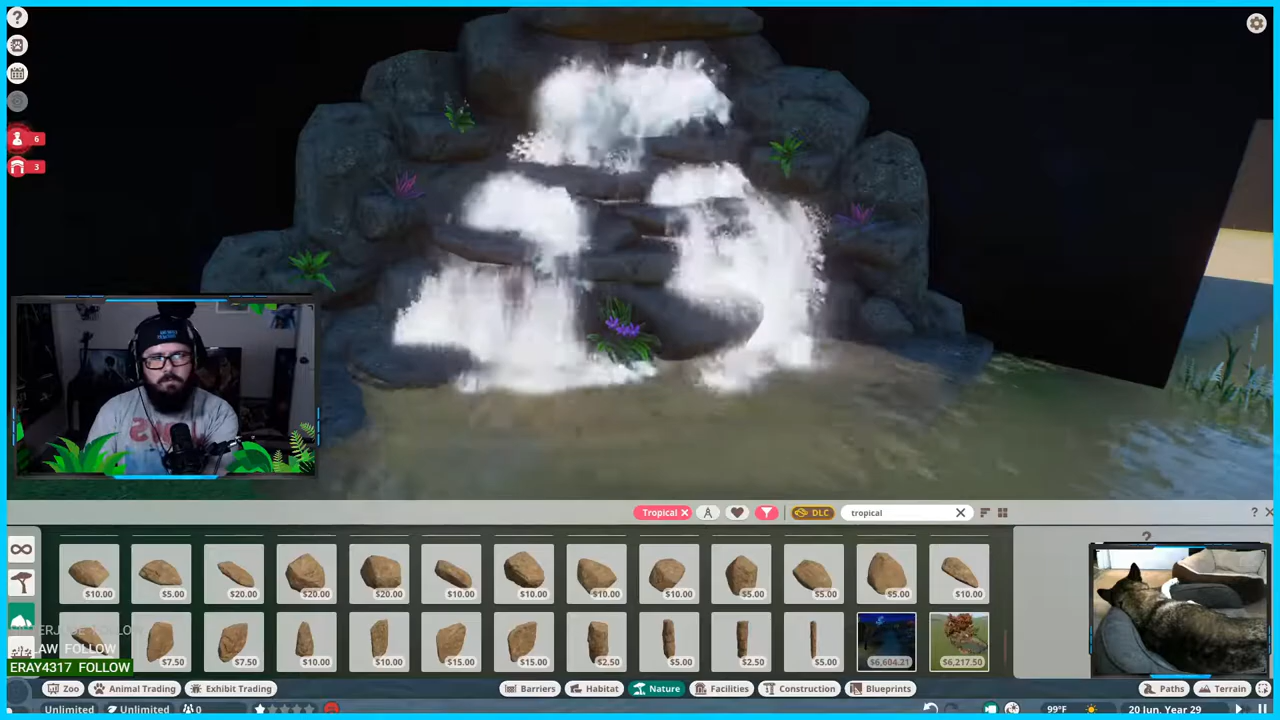 ?
6
3
Tropical ×
DLC
tropical
?
?
$10.00 $5.00 $20.00 $20.00 $20.00 $10.00 $10.00 $10.00 $10.00 $5.00 $5.00 $5.00 $10.00
$7.50 $7.50 $10.00 $10.00 $15.00 $15.00 $2.50 $5.00 $2.50 $5.00 $6,604.21 $6,217.50
LAW FOLLOW
ERAY4317 FOLLOW
Zoo Animal Trading Exhibit Trading Barriers Habitat Nature Facilities Construction Blueprints Paths Terrain
Unlimited Unlimited 0 99°F 20 Jun, Year 29